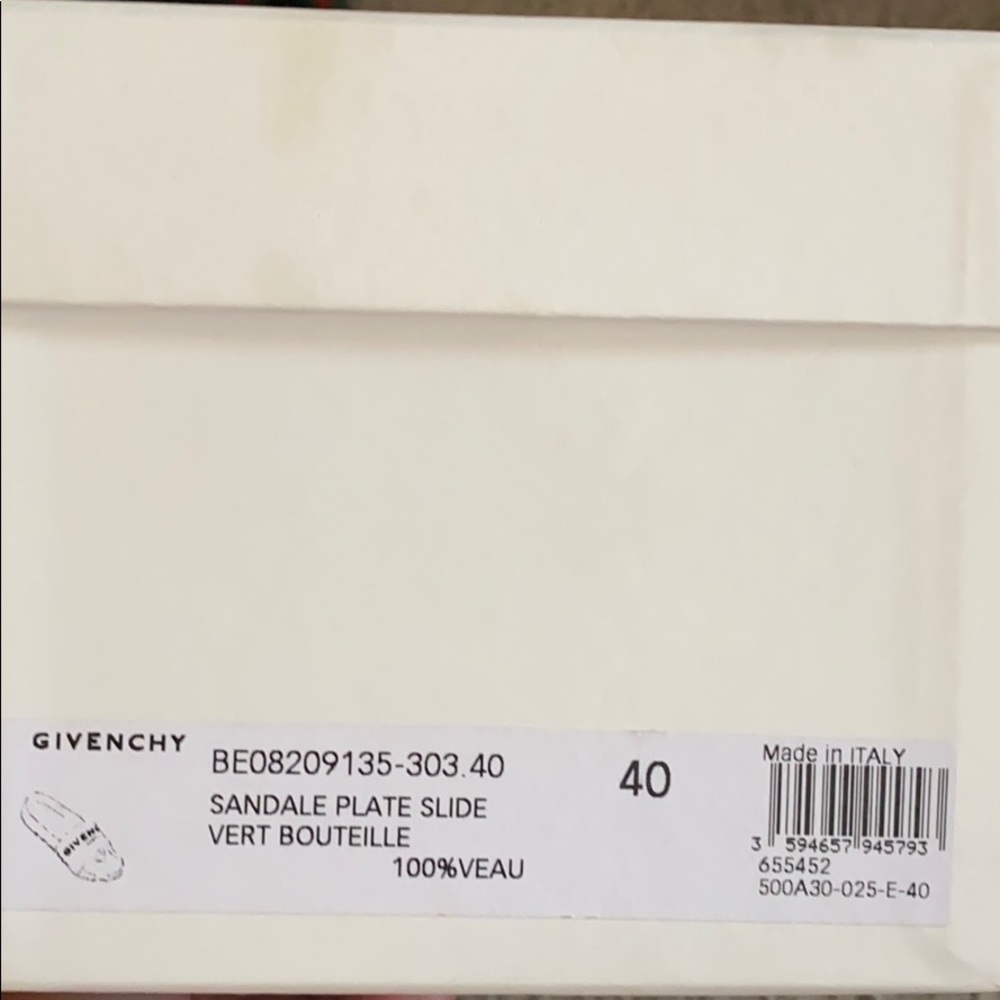 GIVENCHY
BE08209135-303.40
SANDALE PLATE SLIDE
VERT BOUTEILLE
100%VEAU
40
Made in ITALY
3 594657 945793
655452
500A30-025-E-40